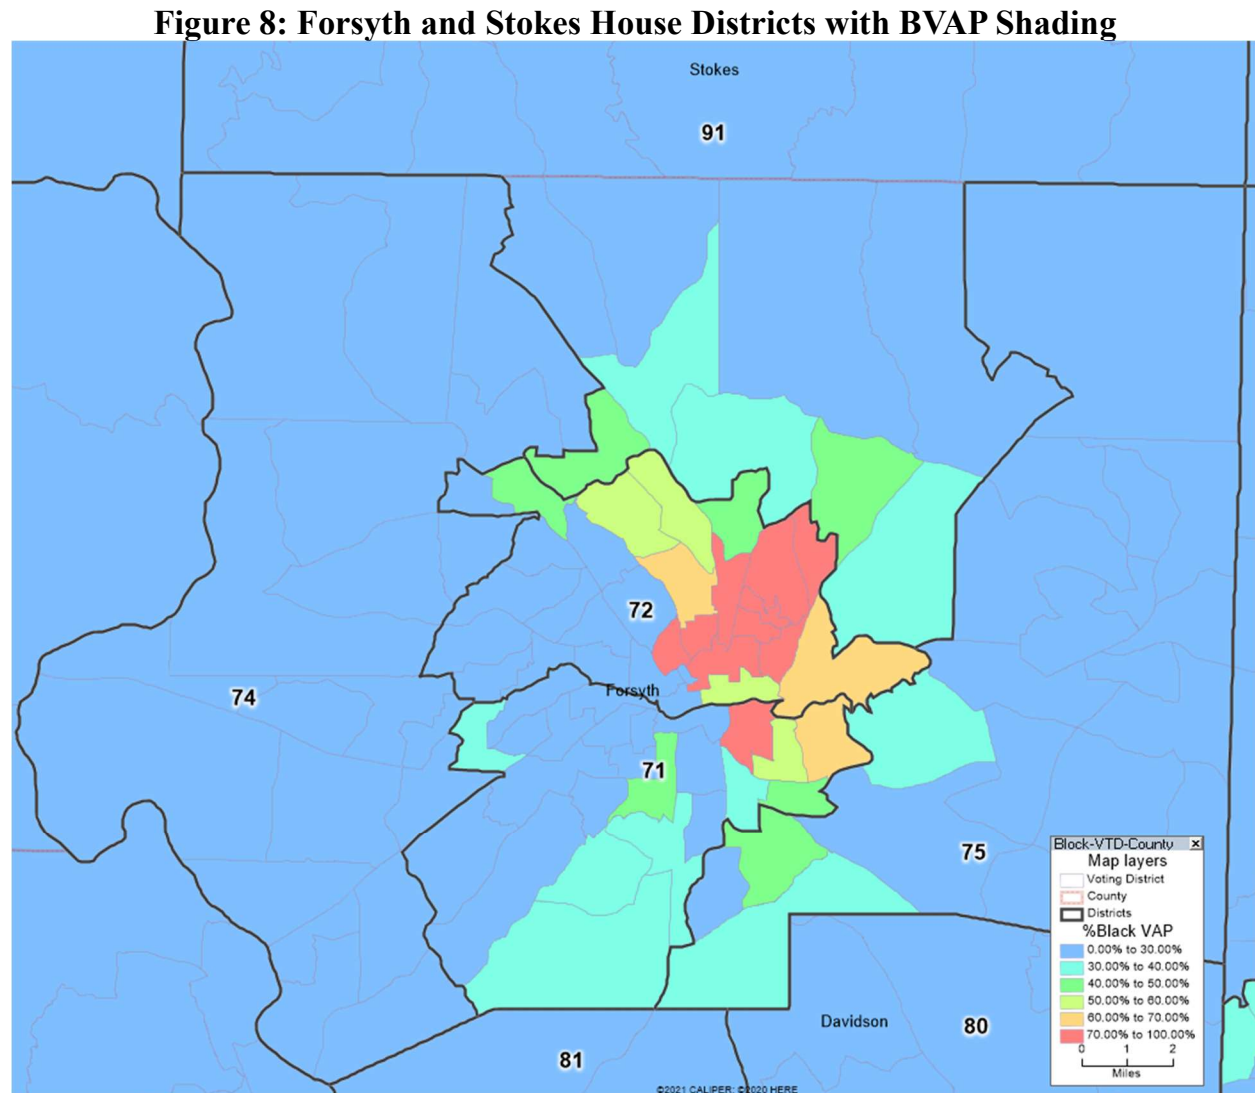 Figure 8: Forsyth and Stokes House Districts with BVAP Shading
Stokes
91
72
Forsyth
74
71
75
Block-VTD-County
Map layers
Voting District
County
Districts
%Black VAP
0.00% to 30.00%
30.00% to 40.00%
40.00% to 50.00%
50.00% to 60.00%
60.00% to 70.00%
70.00% to 100.00%
0 1 2
Miles
Davidson
80
81
©2021 CALIPER; ©2020 HERE